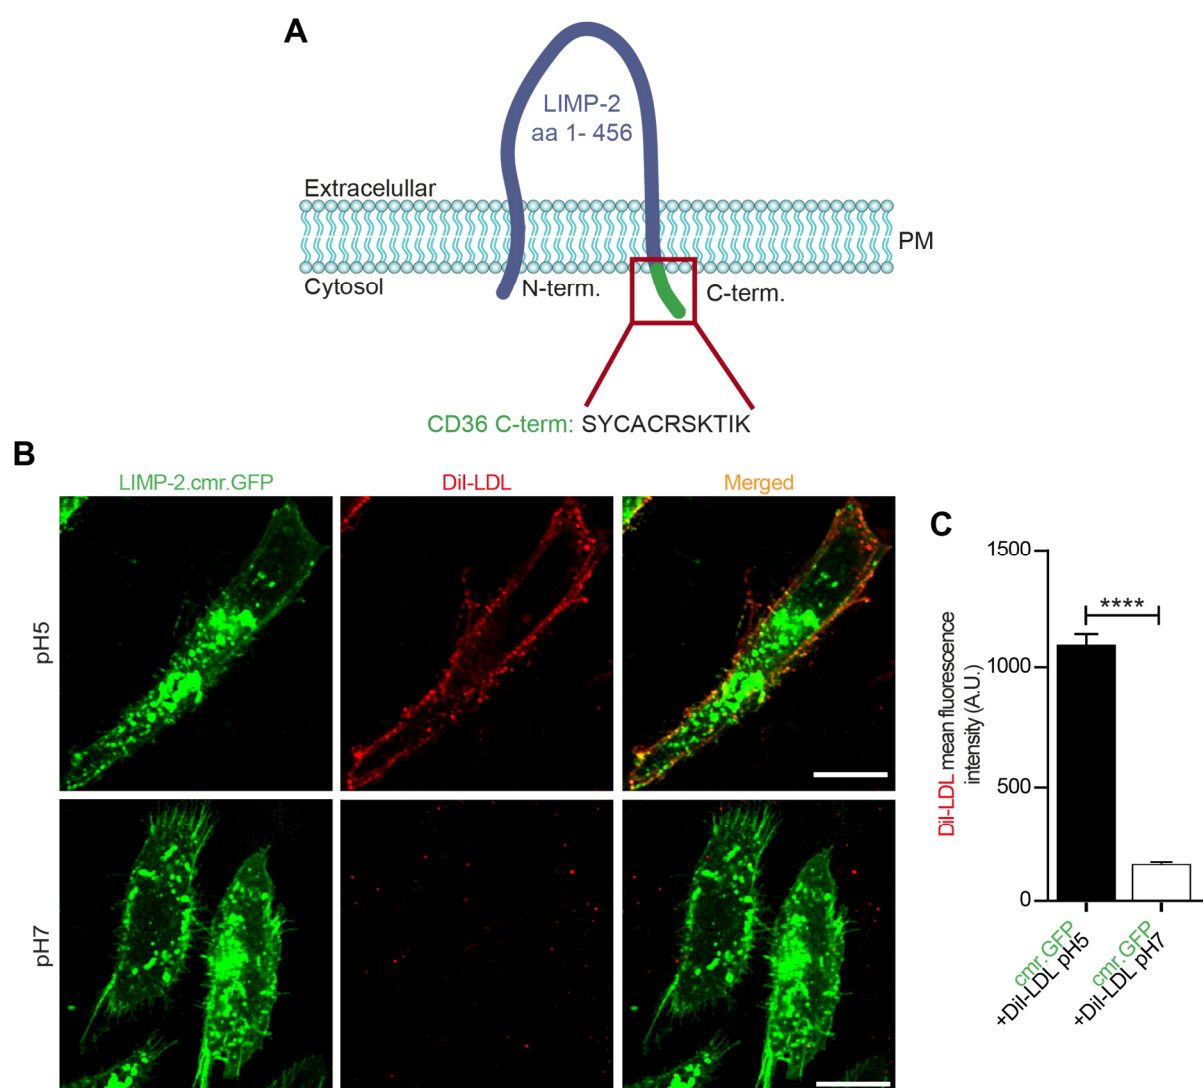 A
LIMP-2
aa 1- 456
Extracelullar
PM
Cytosol
N-term.
C-term.
CD36 C-term: SYCACRSKTIK
B
LIMP-2.cmr.GFP
DiI-LDL
Merged
pH5
pH7
C
DiI-LDL mean fluorescence
intensity (A.U.)
1500
1000
500
0
****
cmr.GFP
+DiI-LDL pH5
cmr.GFP
+DiI-LDL pH7